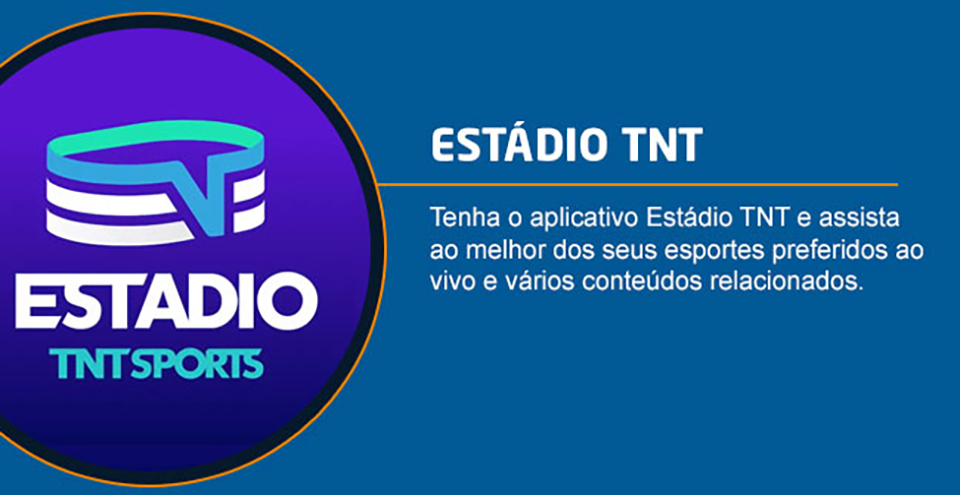 ESTADIO
TNT SPORTS
ESTÁDIO TNT
Tenha o aplicativo Estádio TNT e assista
ao melhor dos seus esportes preferidos ao
vivo e vários conteúdos relacionados.